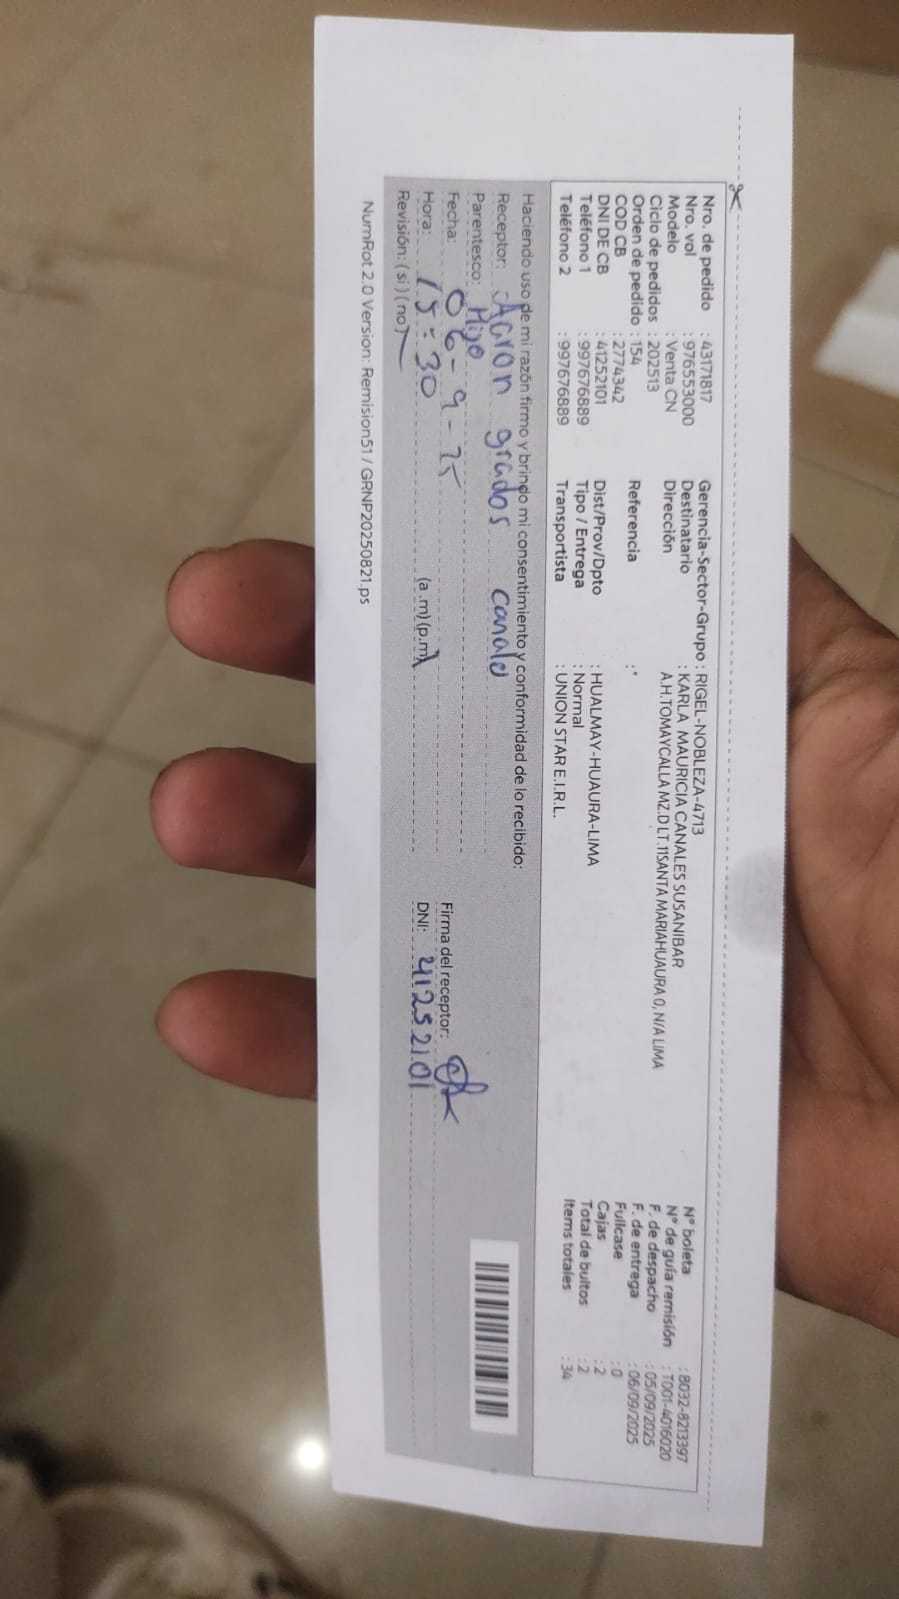 Nro. de pedido : 43171817
Nro. vol : 976553000
Modelo : Venta CN
Ciclo de pedidos : 202513
Orden de pedido : 154
COD CB : 2774342
DNI DE CB : 41252101
Teléfono 1 : 997676889
Teléfono 2 : 997676889
Gerencia-Sector-Grupo : RIGEL-NOBLEZA-4713
Destinatario : KARLA MAURICIA CANALES SUSANIBAR
Dirección A.H.TOMAYCALLA MZ.D LT.11SANTA MARIAHUAURA 0, N/A LIMA
Referencia :*
Dist/Prov/Dpto : HUALMAY-HUAURA-LIMA
Tipo / Entrega : Normal
Transportista : UNION STAR E.I.R.L.
N° boleta : 8032-8213397
N° de guía remisión : T001-4016020
F. de despacho : 05/09/2025
F. de entrega : 06/09/2025
Fullcase : 0
Cajas : 2
Total de bultos : 2
Items totales : 34
Haciendo uso de mi razón firmo y brindo mi consentimiento y conformidad de lo recibido:
Receptor: Aaron grados canale
Parentesco: Hijo
Fecha: 06-9-25
Hora: 15:30 (a.m) (p.m)
Revisión: (si) (no)
Firma del receptor:
DNI: 41252101
NumRot 2.0 Version: Remision51 / GRNP20250821.ps